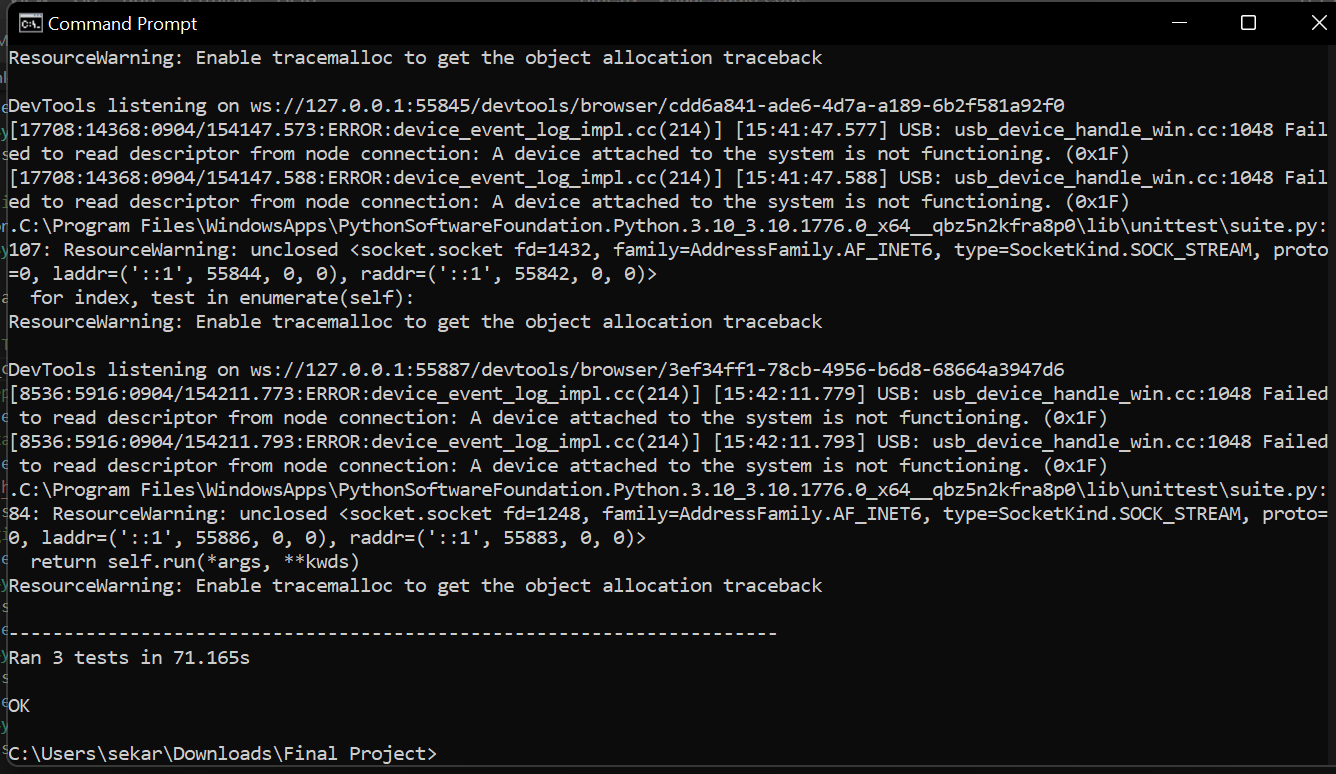 Command Prompt
ResourceWarning: Enable tracemalloc to get the object allocation traceback
DevTools listening on ws://127.0.0.1:55845/devtools/browser/cdd6a841-ade6-4d7a-a189-6b2f581a92f0
[17708:14368:0904/154147.573:ERROR:device_event_log_impl.cc(214)] [15:41:47.577] USB: usb_device_handle_win.cc:1048 Fail
ed to read descriptor from node connection: A device attached to the system is not functioning. (0x1F)
[17708:14368:0904/154147.588:ERROR:device_event_log_impl.cc(214)] [15:41:47.588] USB: usb_device_handle_win.cc:1048 Fail
ed to read descriptor from node connection: A device attached to the system is not functioning. (0x1F)
.C:\Program Files\WindowsApps\PythonSoftwareFoundation.Python.3.10_3.10.1776.0_x64__qbz5n2kfra8p0\lib\unittest\suite.py:
107: ResourceWarning: unclosed <socket.socket fd=1432, family=AddressFamily.AF_INET6, type=SocketKind.SOCK_STREAM, proto
=0, laddr=('::1', 55844, 0, 0), raddr=('::1', 55842, 0, 0)>
  for index, test in enumerate(self):
ResourceWarning: Enable tracemalloc to get the object allocation traceback
DevTools listening on ws://127.0.0.1:55887/devtools/browser/3ef34ff1-78cb-4956-b6d8-68664a3947d6
[8536:5916:0904/154211.773:ERROR:device_event_log_impl.cc(214)] [15:42:11.779] USB: usb_device_handle_win.cc:1048 Failed
 to read descriptor from node connection: A device attached to the system is not functioning. (0x1F)
[8536:5916:0904/154211.793:ERROR:device_event_log_impl.cc(214)] [15:42:11.793] USB: usb_device_handle_win.cc:1048 Failed
 to read descriptor from node connection: A device attached to the system is not functioning. (0x1F)
.C:\Program Files\WindowsApps\PythonSoftwareFoundation.Python.3.10_3.10.1776.0_x64__qbz5n2kfra8p0\lib\unittest\suite.py:
84: ResourceWarning: unclosed <socket.socket fd=1248, family=AddressFamily.AF_INET6, type=SocketKind.SOCK_STREAM, proto=
0, laddr=('::1', 55886, 0, 0), raddr=('::1', 55883, 0, 0)>
  return self.run(*args, **kwds)
ResourceWarning: Enable tracemalloc to get the object allocation traceback
----------------------------------------------------------------------
Ran 3 tests in 71.165s
OK
C:\Users\sekar\Downloads\Final Project>